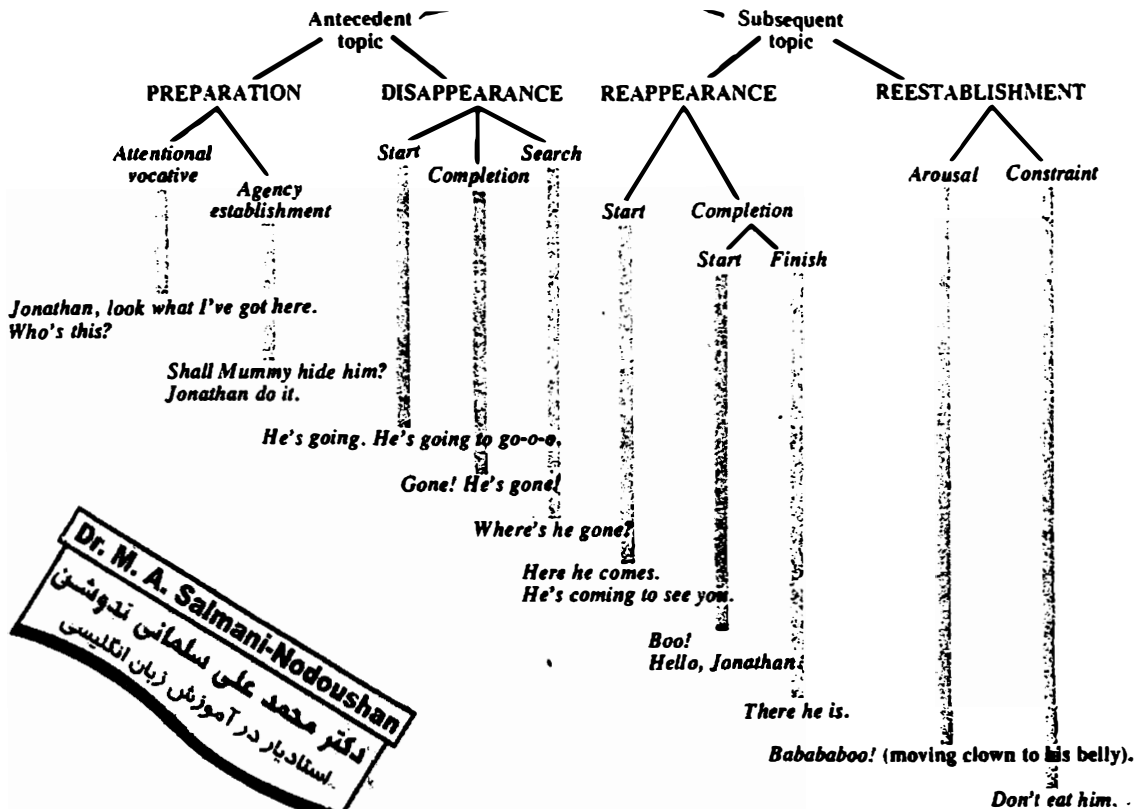 Antecedent
topic
Subsequent
topic
PREPARATION
DISAPPEARANCE
REAPPEARANCE
REESTABLISHMENT
Attentional
vocative
Agency
establishment
Start
Completion
Search
Start
Completion
Start
Finish
Arousal
Constraint
Jonathan, look what I've got here.
Who's this?
Shall Mummy hide him?
Jonathan do it.
He's going. He's going to go-o-o.
Gone! He's gone!
Where's he gone?
Here he comes.
He's coming to see you.
Boo!
Hello, Jonathan.
There he is.
Babababoo! (moving clown to his belly).
Don't eat him.
Dr. M. A. Salmani-Nodoushan
دکتر محمد علی سلمانی ندوشن
استادیار در آموزش زبان انگلیسی